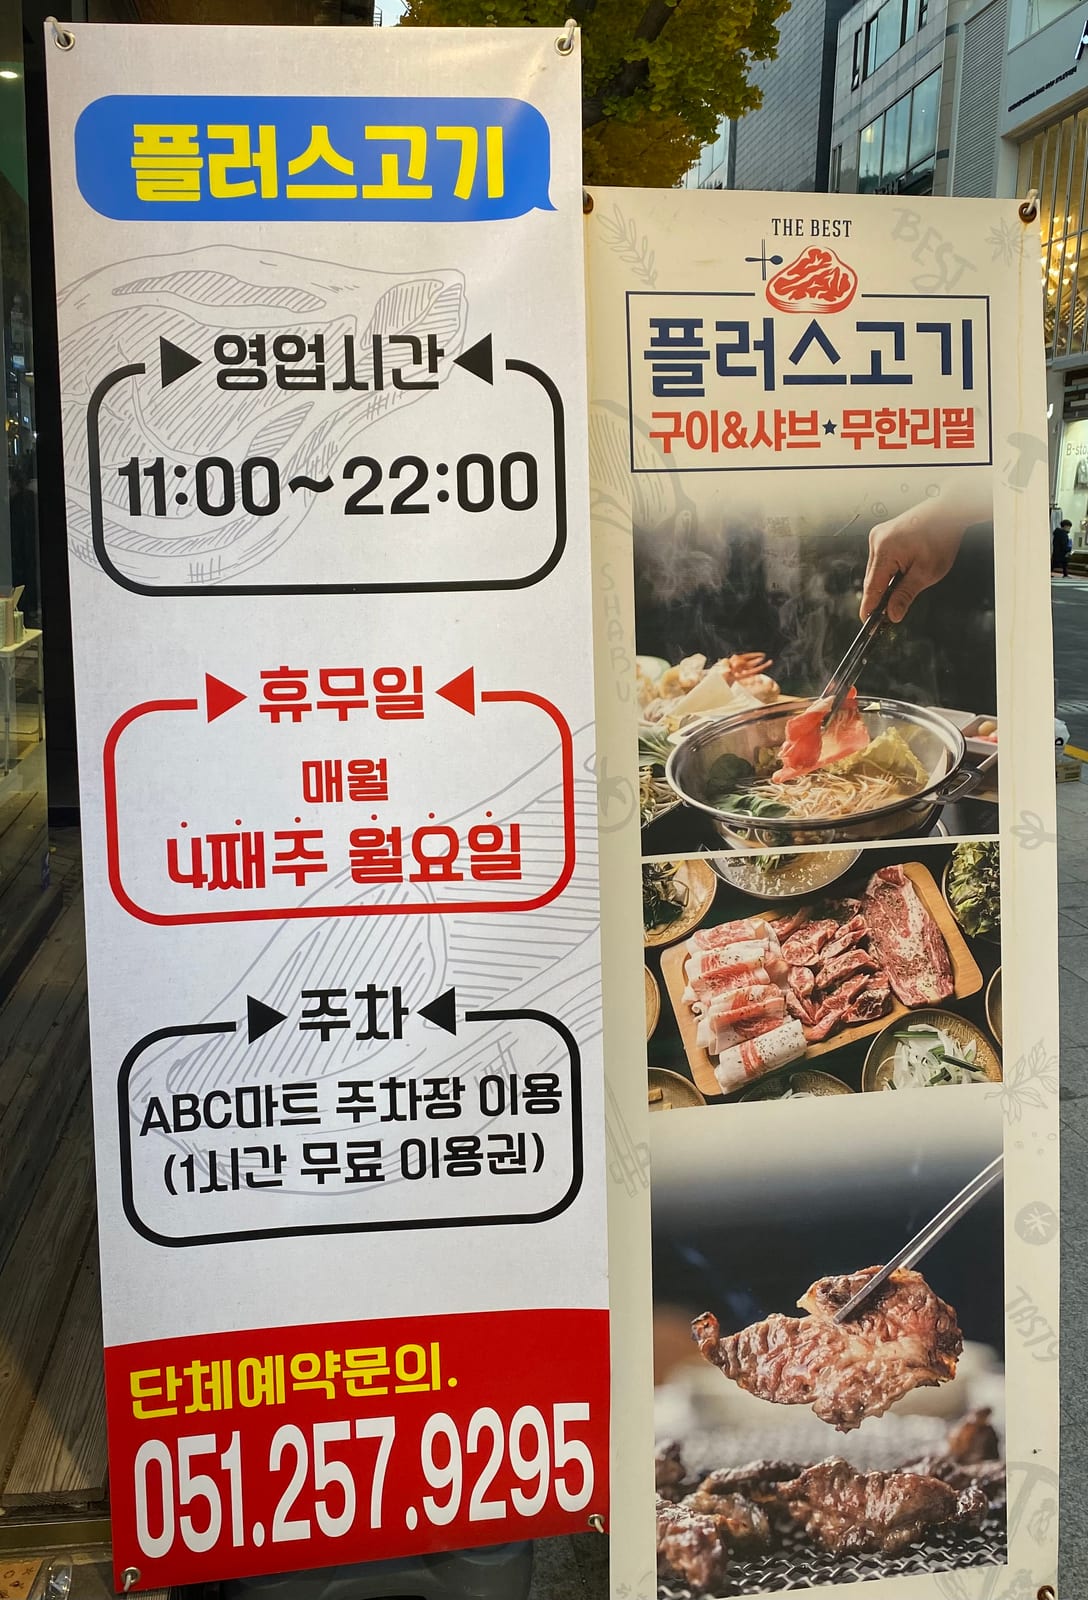 플러스고기
영업시간
11:00~22:00
휴무일
매월
4째주 월요일
주차
ABC마트 주차장 이용
(1시간 무료 이용권)
단체예약문의.
051.257.9295
THE BEST
플러스고기
구이&샤브★무한리필
BEST
SHABU
TASTY